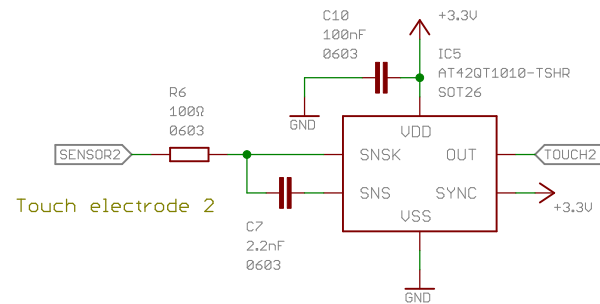 C10
100nF
0603
+3.3V
IC5
AT42QT1010-TSHR
SOT26
GND
R6
100Ω
0603
SENSOR2
VDD
SNSK
OUT
SNS
SYNC
VSS
TOUCH2
+3.3V
Touch electrode 2
C7
2.2nF
0603
GND